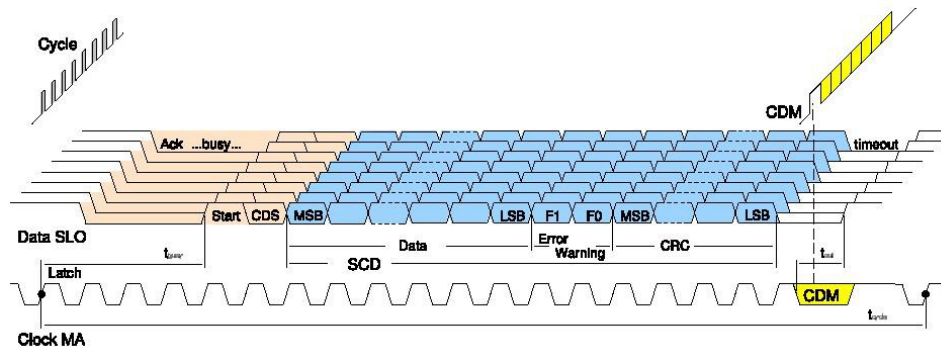 Cycle
CDM
Ack ...busy...
timeout
Start CDS MSB LSB F1 F0 MSB LSB
Data SLO
Data Error CRC
Warning
SCD
Latch
CDM
Clock MA